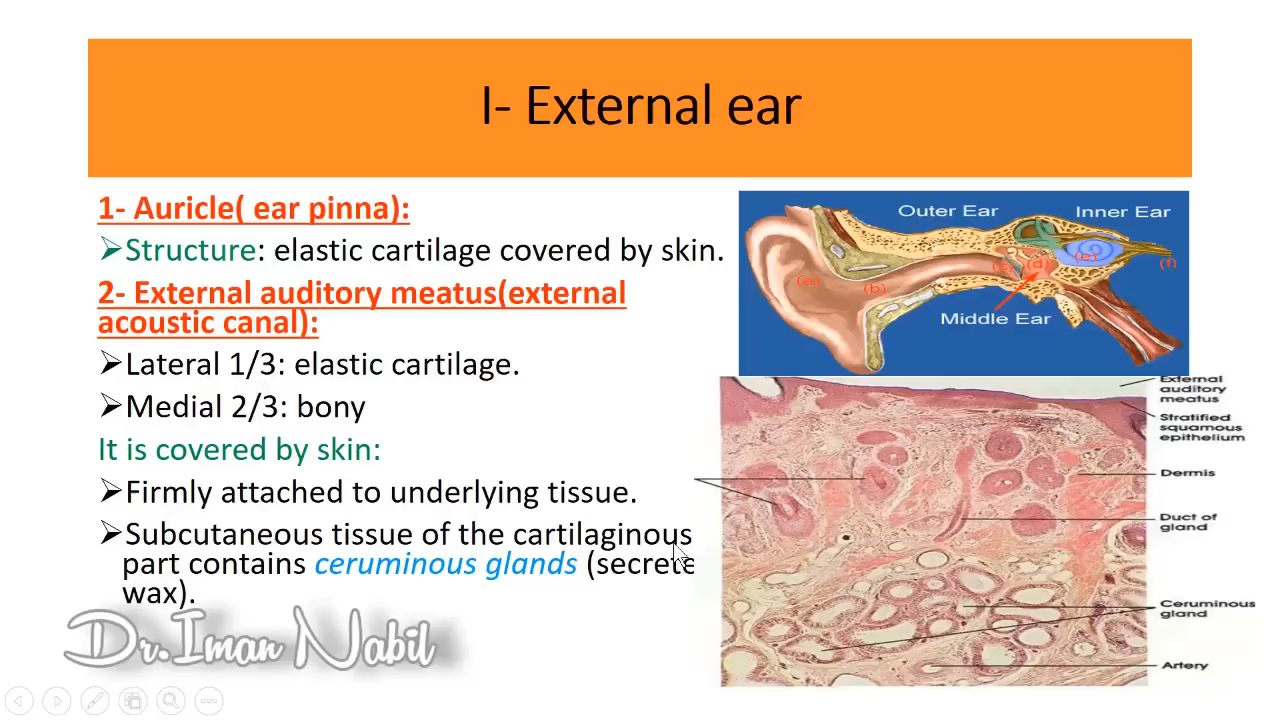 I- External ear
1- Auricle( ear pinna):
➢Structure: elastic cartilage covered by skin.
2- External auditory meatus(external
acoustic canal):
➢Lateral 1/3: elastic cartilage.
➢Medial 2/3: bony
It is covered by skin:
➢Firmly attached to underlying tissue.
➢Subcutaneous tissue of the cartilaginous
part contains ceruminous glands (secrete
wax).
Dr.Iman Nabil
Outer Ear
Inner Ear
(a)
(b)
(c)
(d)
(e)
(f)
Middle Ear
External
auditory
meatus
Stratified
squamous
epithelium
Dermis
Duct of
gland
Ceruminous
gland
Artery